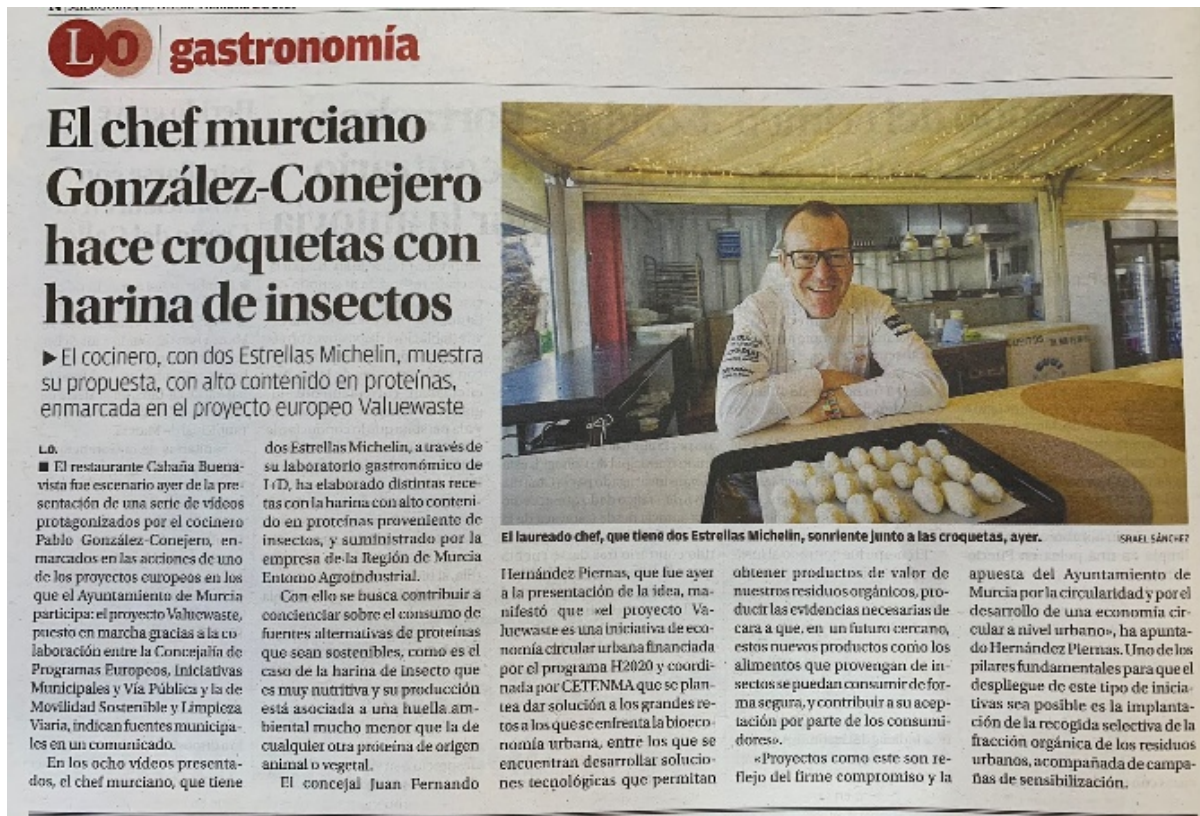 LO gastronomía
El chef murciano
González-Conejero
hace croquetas con
harina de insectos
▶El cocinero, con dos Estrellas Michelin, muestra
su propuesta, con alto contenido en proteínas,
enmarcada en el proyecto europeo Valuewaste
L.O.
■ El restaurante Cabaña Buena-
vista fue escenario ayer de la pre-
sentación de una serie de vídeos
protagonizados por el cocinero
Pablo González-Conejero, en-
marcados en las acciones de uno
de los proyectos europeos en los
que el Ayuntamiento de Murcia
participa: el proyecto Valuewaste,
puesto en marcha gracias a la co-
laboración entre la Concejalía de
Programas Europeos, Iniciativas
Municipales y Vía Pública y la de
Movilidad Sostenible y Limpieza
Viaria, indican fuentes municipa-
les en un comunicado.
En los ocho vídeos presenta-
dos, el chef murciano, que tiene
dos Estrellas Michelin, a través de
su laboratorio gastronómico de
I+D, ha elaborado distintas rece-
tas con la harina con alto conteni-
do en proteínas proveniente de
insectos, y suministrado por la
empresa de la Región de Murcia
Entomo Agroindustrial.
Con ello se busca contribuir a
concienciar sobre el consumo de
fuentes alternativas de proteínas
que sean sostenibles, como es el
caso de la harina de insecto que
es muy nutritiva y su producción
está asociada a una huella am-
biental mucho menor que la de
cualquier otra proteína de origen
animal o vegetal.
El concejal Juan Fernando
El laureado chef, que tiene dos Estrellas Michelin, sonriente junto a las croquetas, ayer.
ISRAEL SÁNCHEZ
Hernández Piernas, que fue ayer
a la presentación de la idea, ma-
nifestó que «el proyecto Va-
luewaste es una iniciativa de eco-
nomía circular urbana financiada
por el programa H2020 y coordi-
nada por CETENMA que se plan-
tea dar solución a los grandes re-
tos a los que se enfrenta la bioeco-
nomía urbana, entre los que se
encuentran desarrollar solucio-
nes tecnológicas que permitan
obtener productos de valor de
nuestros residuos orgánicos, pro-
ducir las evidencias necesarias de
cara a que, en un futuro cercano,
estos nuevos productos como los
alimentos que provengan de in-
sectos se puedan consumir de for-
ma segura, y contribuir a su acep-
tación por parte de los consumi-
dores».
«Proyectos como este son re-
flejo del firme compromiso y la
apuesta del Ayuntamiento de
Murcia por la circularidad y por el
desarrollo de una economía cir-
cular a nivel urbano», ha apunta-
do Hernández Piernas. Uno de los
pilares fundamentales para que el
despliegue de este tipo de inicia-
tivas sea posible es la implanta-
ción de la recogida selectiva de la
fracción orgánica de los residuos
urbanos, acompañada de campa-
ñas de sensibilización.